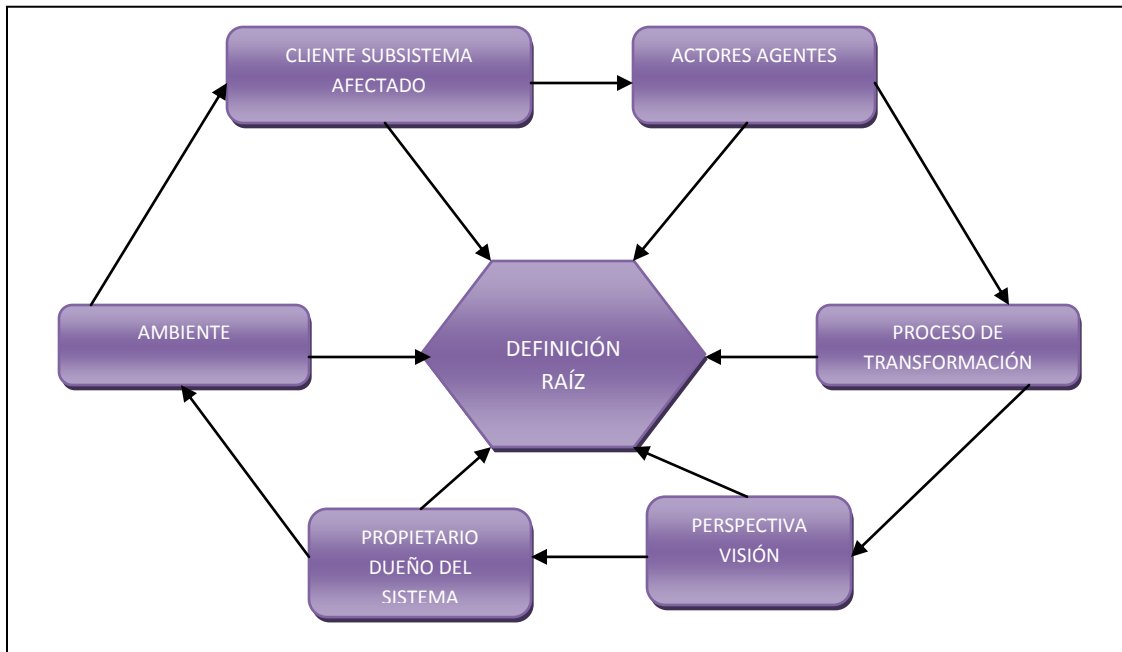 CLIENTE SUBSISTEMA
AFECTADO
ACTORES AGENTES
AMBIENTE
DEFINICIÓN
RAÍZ
PROCESO DE
TRANSFORMACIÓN
PROPIETARIO
DUEÑO DEL
SISTEMA
PERSPECTIVA
VISIÓN